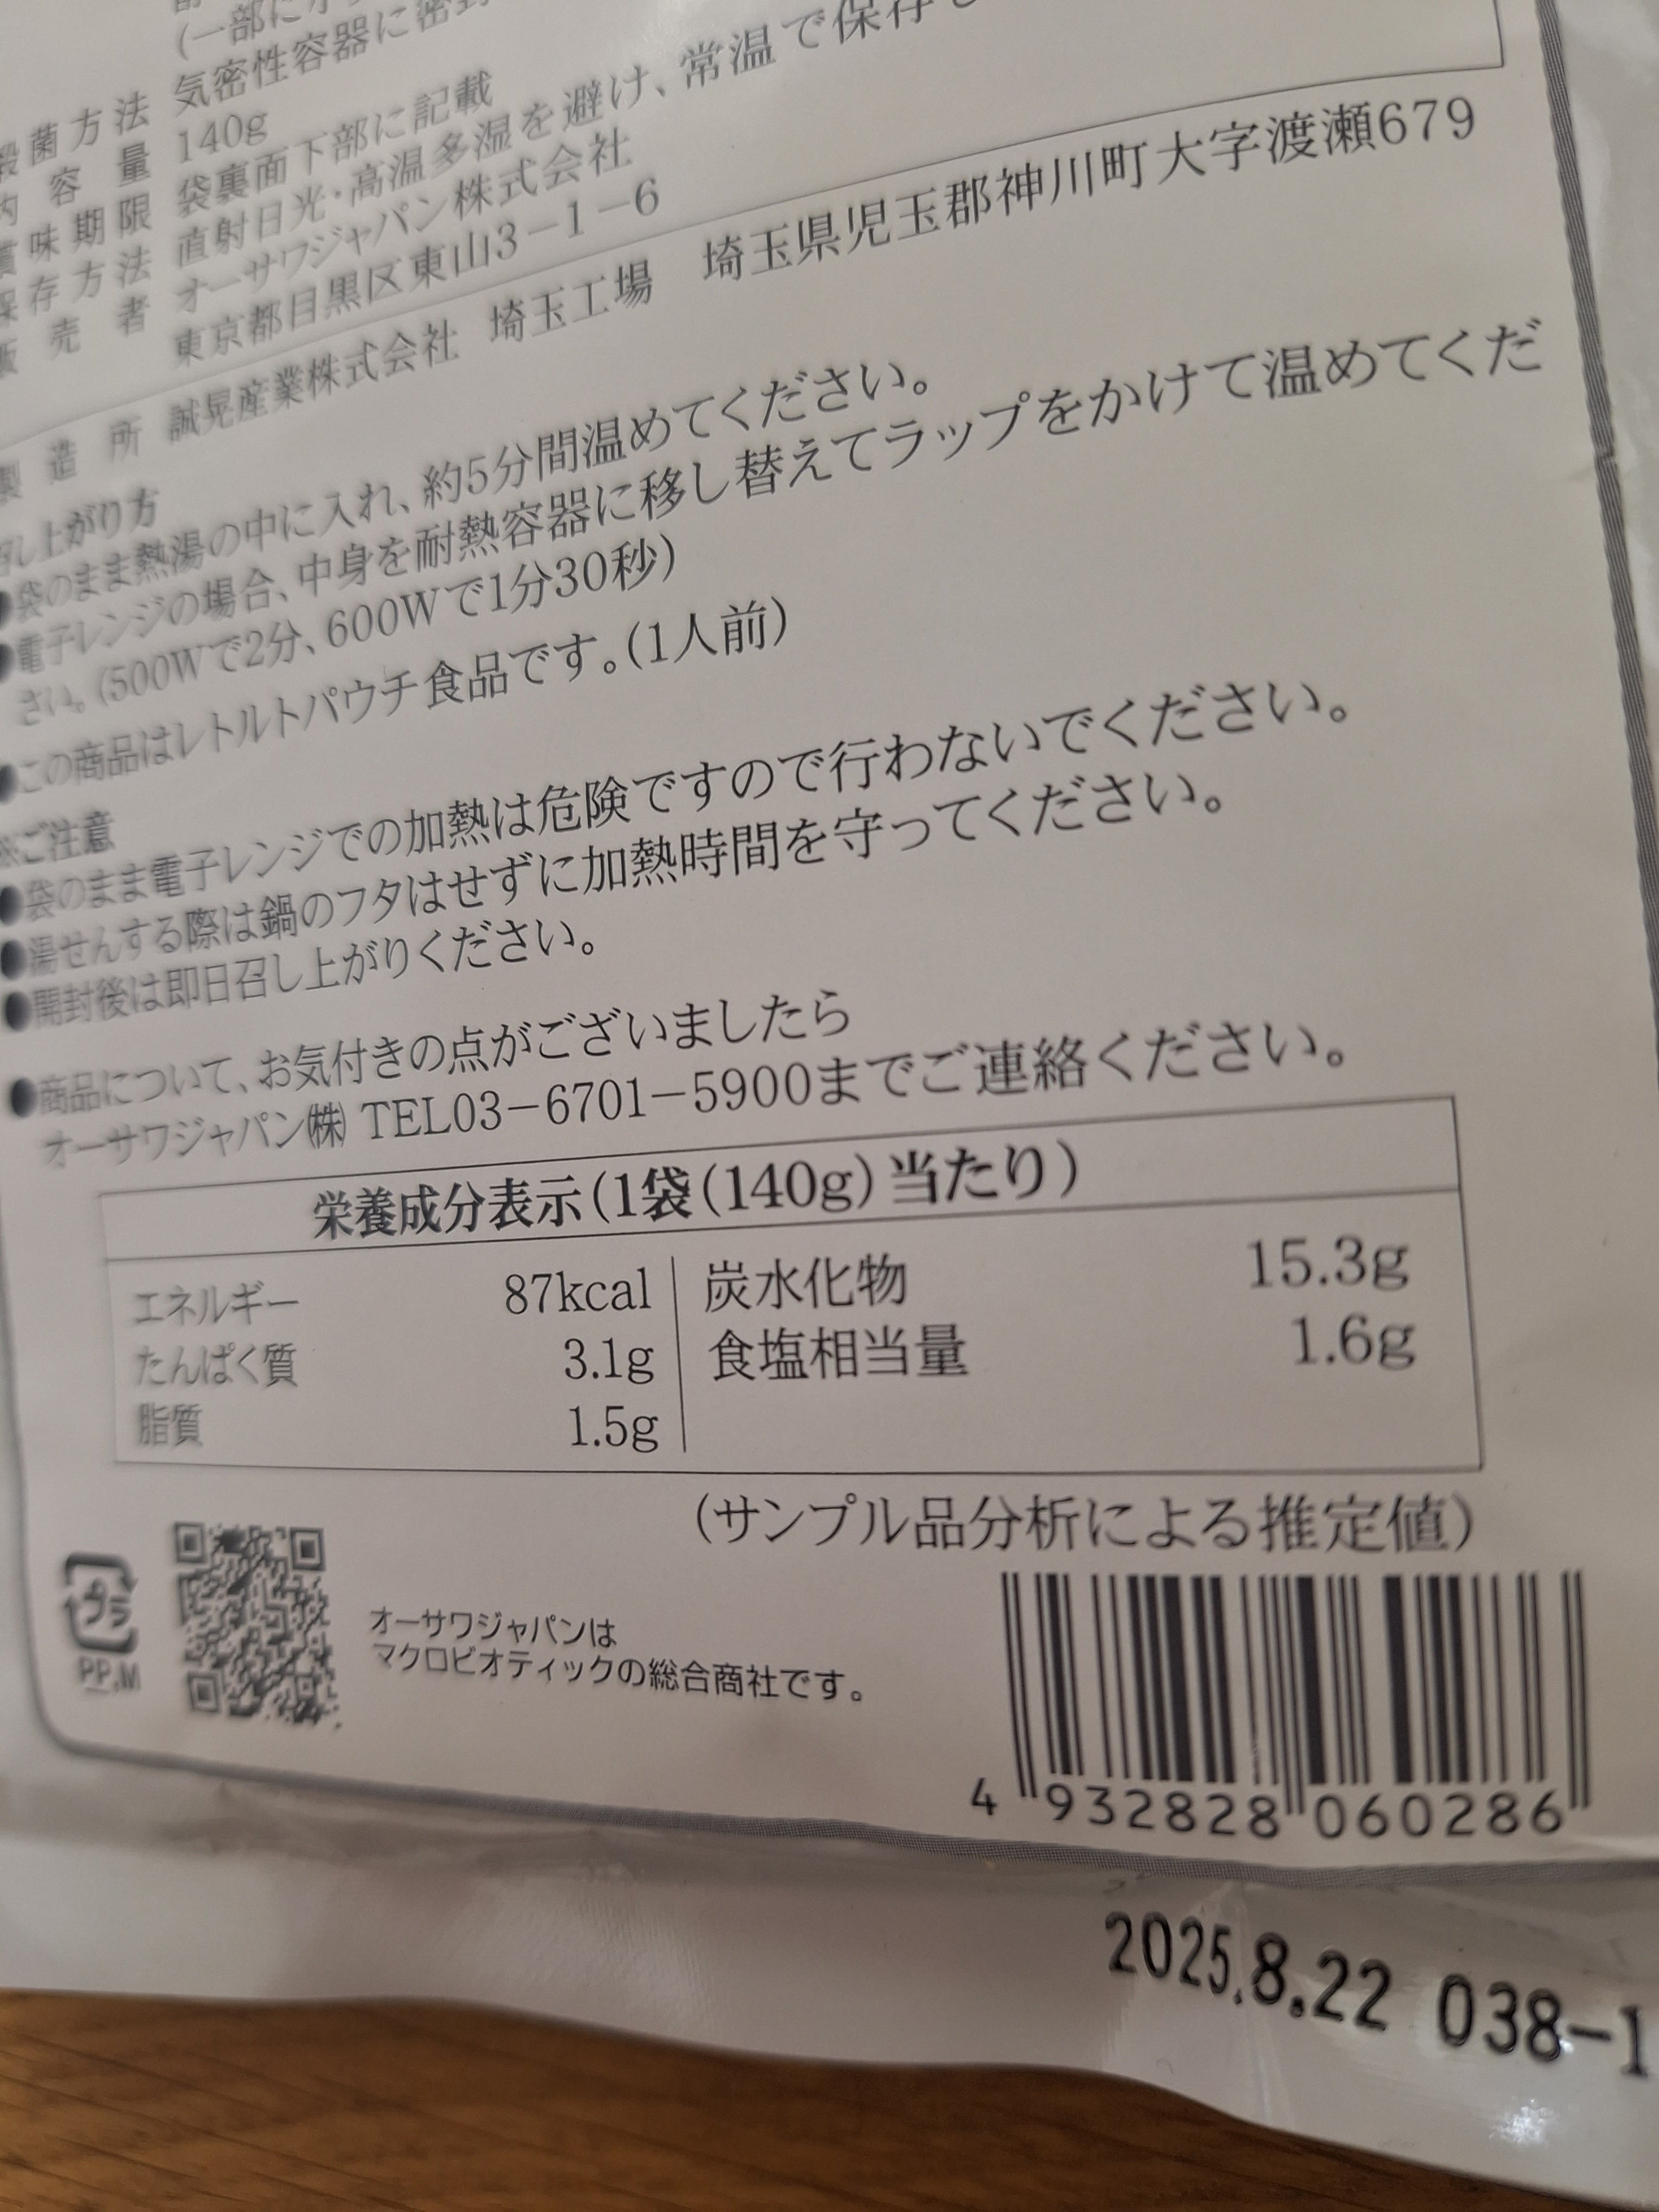 (一部に
気密性容器に密封
殺菌方法
内容量 140g
賞味期限 袋裏面下部に記載
保存方法 直射日光・高温多湿を避け、常温で保存
販売者 オーサワジャパン株式会社
東京都目黒区東山3-1-6
製造所 誠晃産業株式会社 埼玉工場 埼玉県児玉郡神川町大字渡瀬679
召し上がり方
●袋のまま熱湯の中に入れ、約5分間温めてください。
●電子レンジの場合、中身を耐熱容器に移し替えてラップをかけて温めてくだ
さい。(500Wで2分、600Wで1分30秒)
●この商品はレトルトパウチ食品です。(1人前)
※ご注意
●袋のまま電子レンジでの加熱は危険ですので行わないでください。
●湯せんする際は鍋のフタはせずに加熱時間を守ってください。
●開封後は即日召し上がりください。
●商品について、お気付きの点がございましたら
オーサワジャパン㈱ TEL03-6701-5900までご連絡ください。
栄養成分表示(1袋(140g)当たり)
エネルギー 87kcal 炭水化物 15.3g
たんぱく質 3.1g 食塩相当量 1.6g
脂質 1.5g
(サンプル品分析による推定値)
プラ
PP,M
オーサワジャパンは
マクロビオティックの総合商社です。
4 932828 060286
2025.8.22 038-1